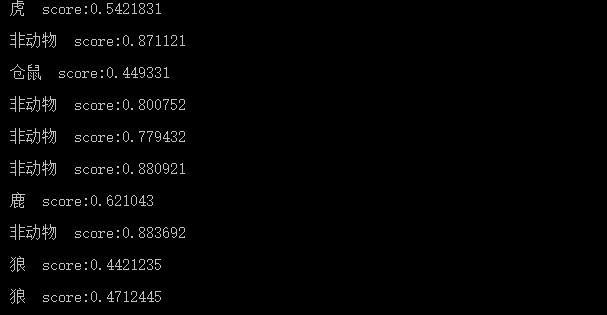 虎 score:0.5421831
非动物 score:0.871121
仓鼠 score:0.449331
非动物 score:0.800752
非动物 score:0.779432
非动物 score:0.880921
鹿 score:0.621043
非动物 score:0.883692
狼 score:0.4421235
狼 score:0.4712445